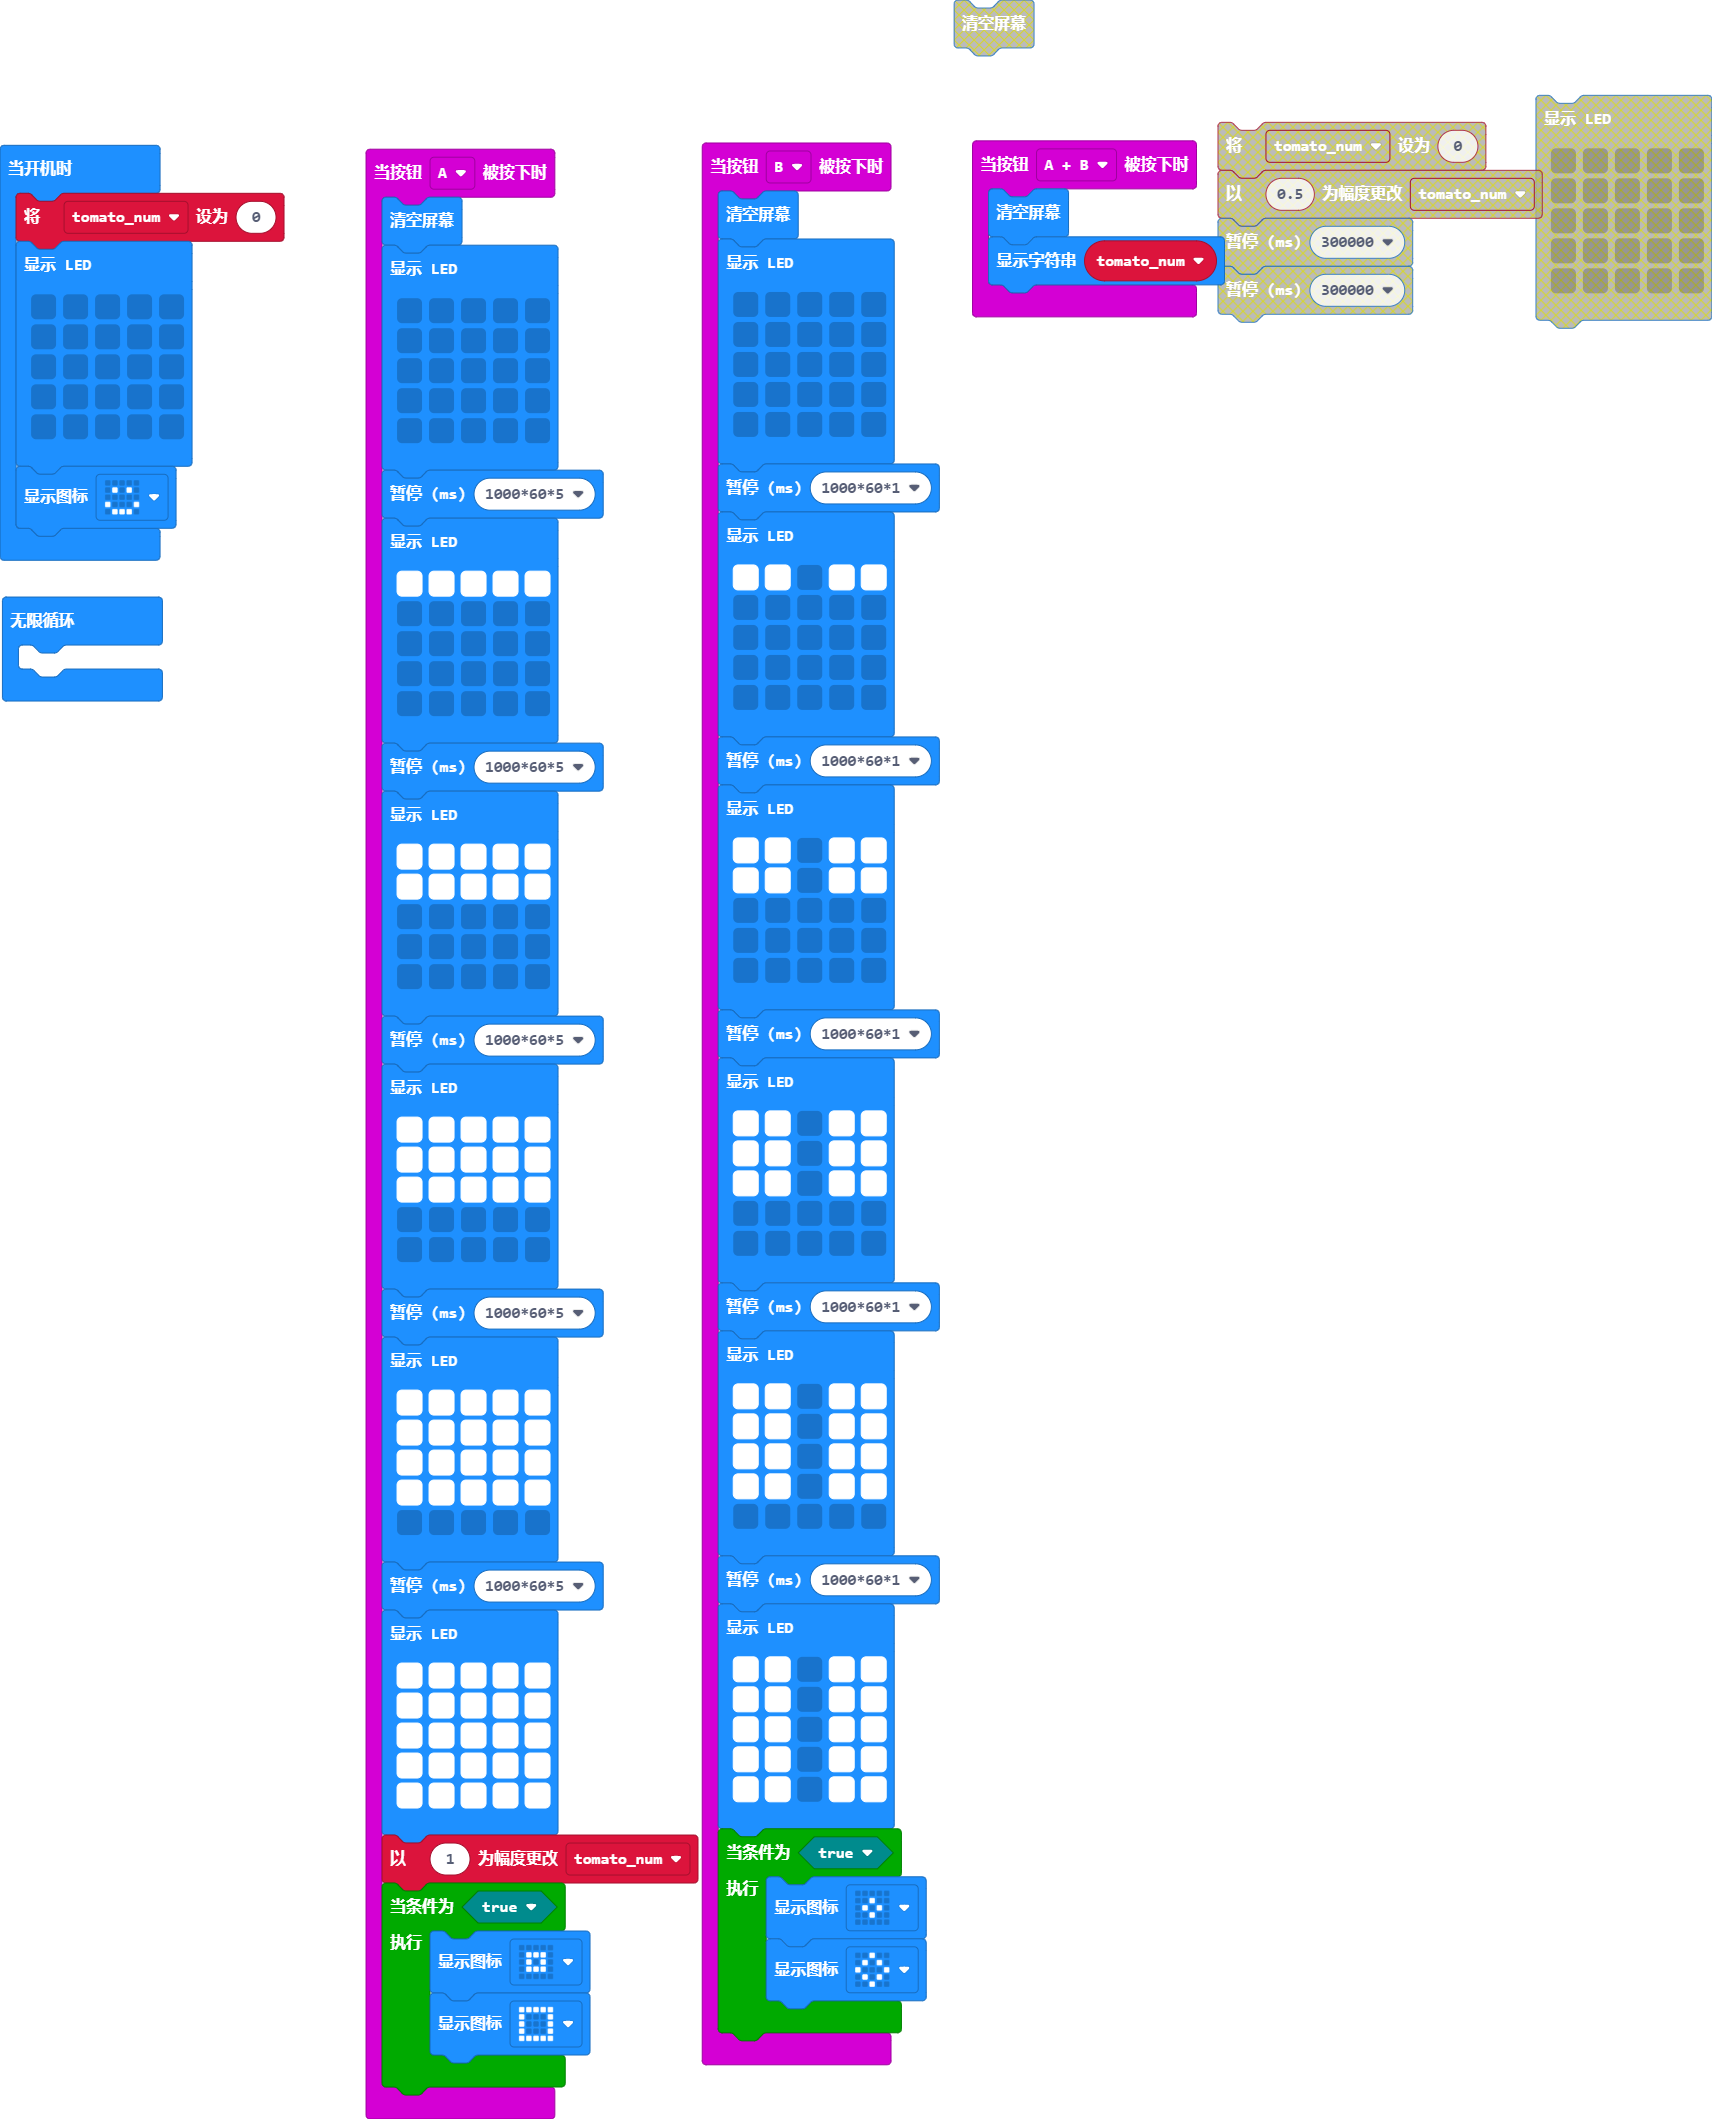 清空屏幕
当开机时
将 tomato_num 设为 0
显示 LED
显示图标
无限循环
当按钮 A 被按下时
清空屏幕
显示 LED
暂停 (ms) 1000*60*5
显示 LED
暂停 (ms) 1000*60*5
显示 LED
暂停 (ms) 1000*60*5
显示 LED
暂停 (ms) 1000*60*5
显示 LED
暂停 (ms) 1000*60*5
显示 LED
以 1 为幅度更改 tomato_num
当条件为 true
执行
显示图标
显示图标
当按钮 B 被按下时
清空屏幕
显示 LED
暂停 (ms) 1000*60*1
显示 LED
暂停 (ms) 1000*60*1
显示 LED
暂停 (ms) 1000*60*1
显示 LED
暂停 (ms) 1000*60*1
显示 LED
暂停 (ms) 1000*60*1
显示 LED
当条件为 true
执行
显示图标
显示图标
当按钮 A + B 被按下时
清空屏幕
显示字符串 tomato_num
将 tomato_num 设为 0
以 0.5 为幅度更改 tomato_num
暂停 (ms) 300000
暂停 (ms) 300000
显示 LED